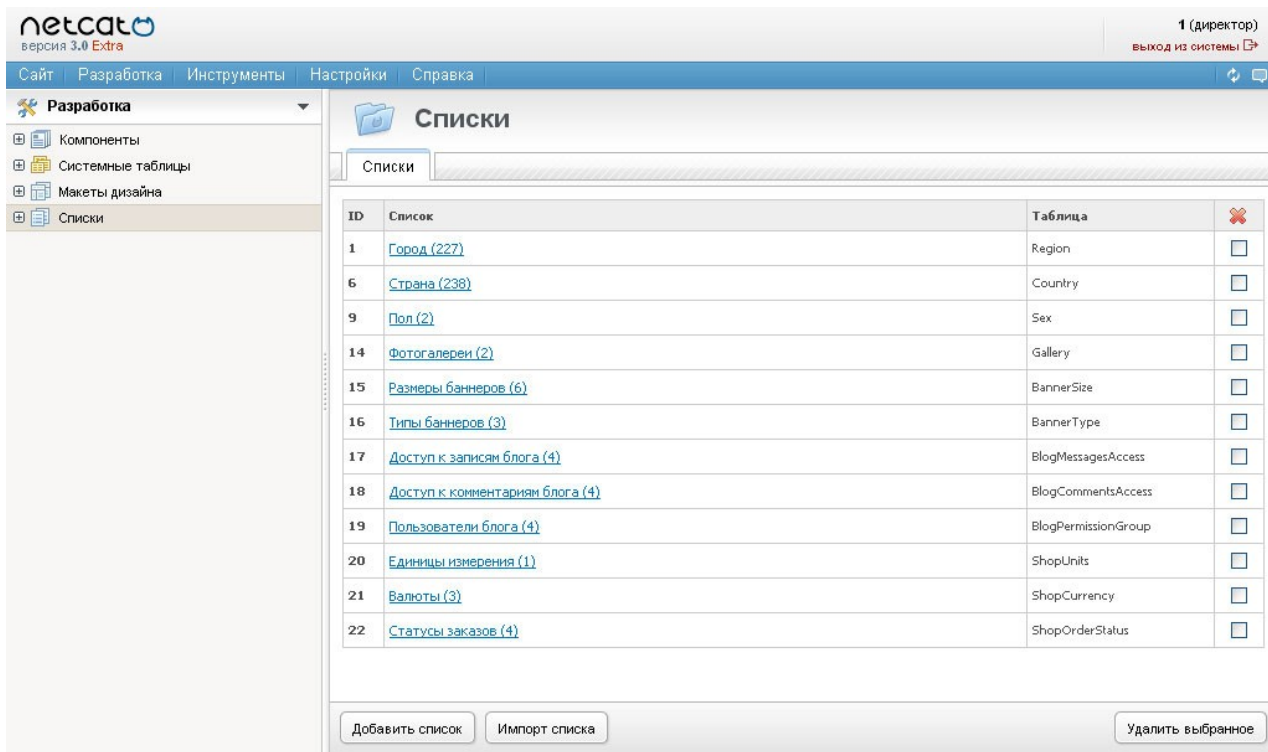 netcat
версия 3.0 Extra
1 (директор)
выход из системы
Сайт Разработка Инструменты Настройки Справка
Разработка
Компоненты
Системные таблицы
Макеты дизайна
Списки
Списки
Списки
ID Список Таблица
1 Город (227) Region
6 Страна (238) Country
9 Пол (2) Sex
14 Фотогалереи (2) Gallery
15 Размеры баннеров (6) BannerSize
16 Типы баннеров (3) BannerType
17 Доступ к записям блога (4) BlogMessagesAccess
18 Доступ к комментариям блога (4) BlogCommentsAccess
19 Пользователи блога (4) BlogPermissionGroup
20 Единицы измерения (1) ShopUnits
21 Валюты (3) ShopCurrency
22 Статусы заказов (4) ShopOrderStatus
Добавить список Импорт списка Удалить выбранное